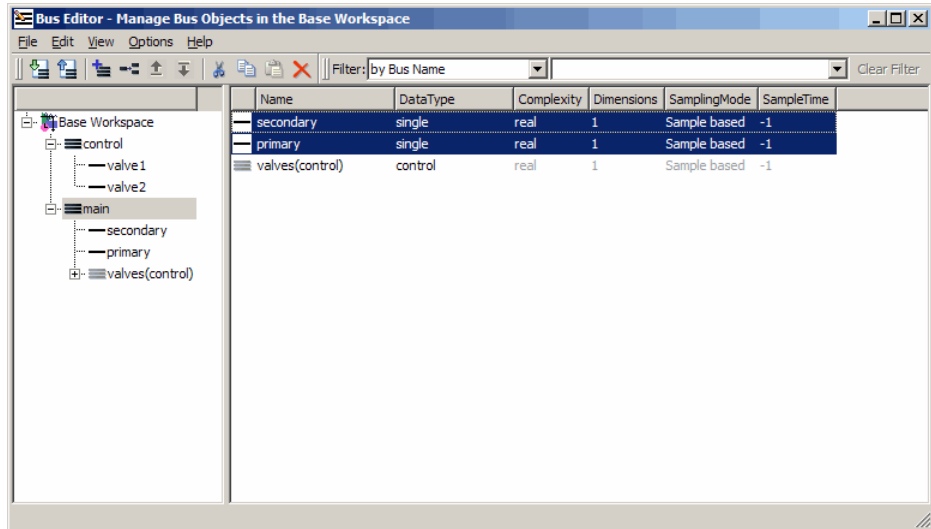 Bus Editor - Manage Bus Objects in the Base Workspace
File Edit View Options Help
Filter: by Bus Name Clear Filter
Name DataType Complexity Dimensions SamplingMode SampleTime
Base Workspace
control
valve1
valve2
main
secondary
primary
valves(control)
secondary single real 1 Sample based -1
primary single real 1 Sample based -1
valves(control) control real 1 Sample based -1